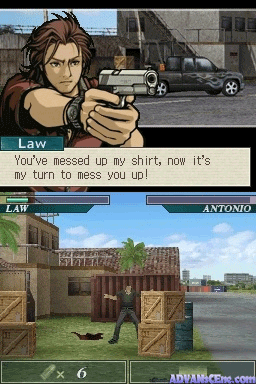 Law
You've messed up my shirt, now it's
my turn to mess you up!
LAW
ANTONIO
× 6
ADVANsCEne.com